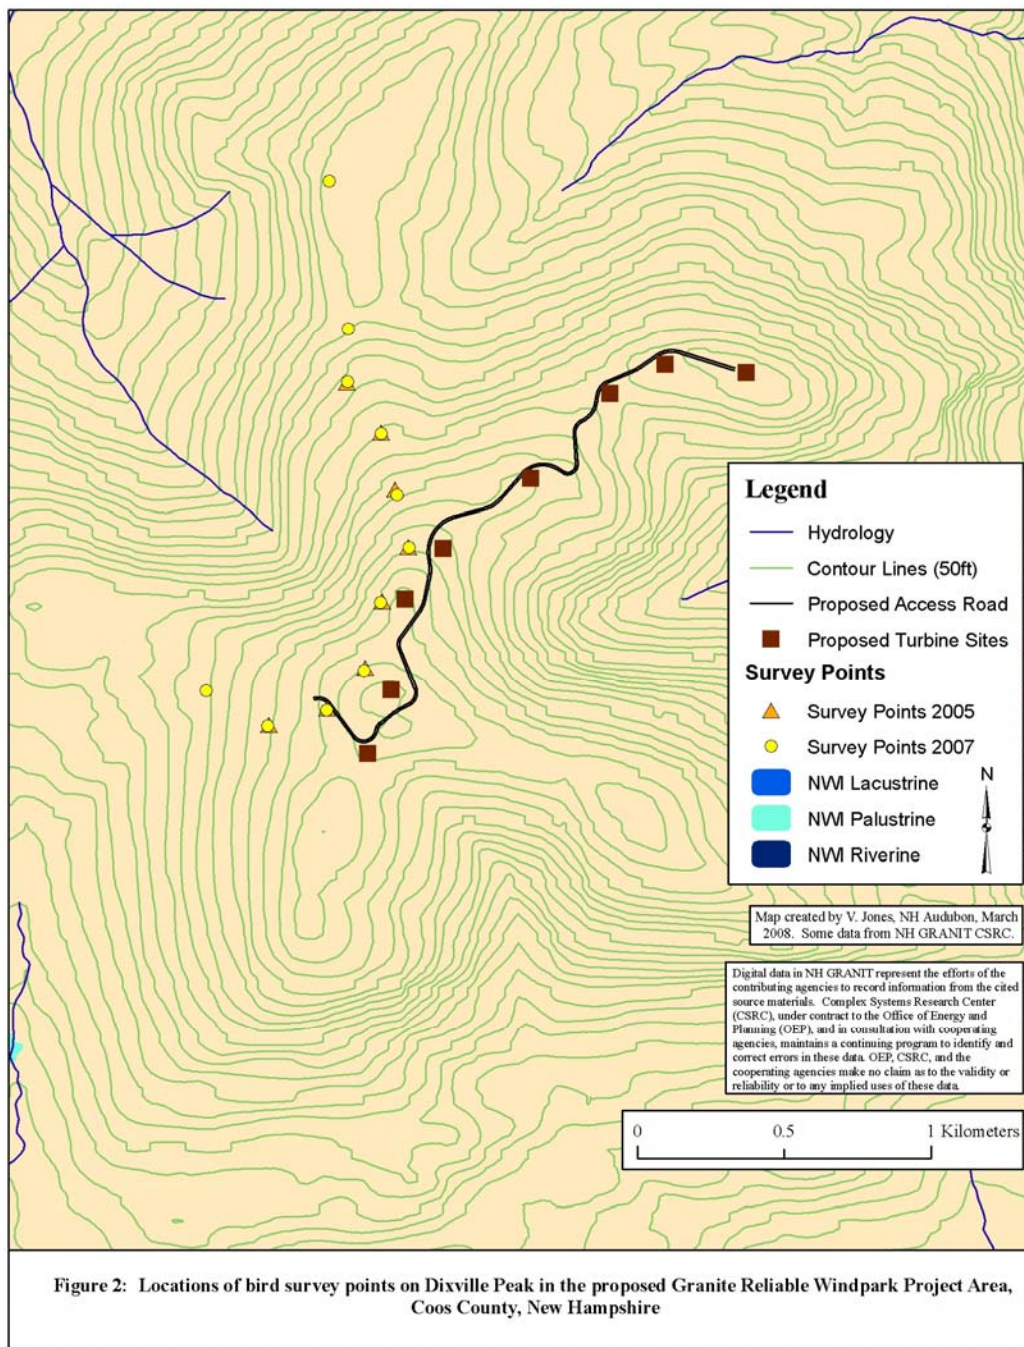 Legend
Hydrology
Contour Lines (50ft)
Proposed Access Road
Proposed Turbine Sites
Survey Points
Survey Points 2005
Survey Points 2007
NWI Lacustrine
NWI Palustrine
NWI Riverine
N
Map created by V. Jones, NH Audubon, March
2008. Some data from NH GRANIT CSRC.
Digital data in NH GRANIT represent the efforts of the
contributing agencies to record information from the cited
source materials. Complex Systems Research Center
(CSRC), under contract to the Office of Energy and
Planning (OEP), and in consultation with cooperating
agencies, maintains a continuing program to identify and
correct errors in these data. OEP, CSRC, and the
cooperating agencies make no claim as to the validity or
reliability or to any implied uses of these data.
0 0.5 1 Kilometers
Figure 2: Locations of bird survey points on Dixville Peak in the proposed Granite Reliable Windpark Project Area,
Coos County, New Hampshire